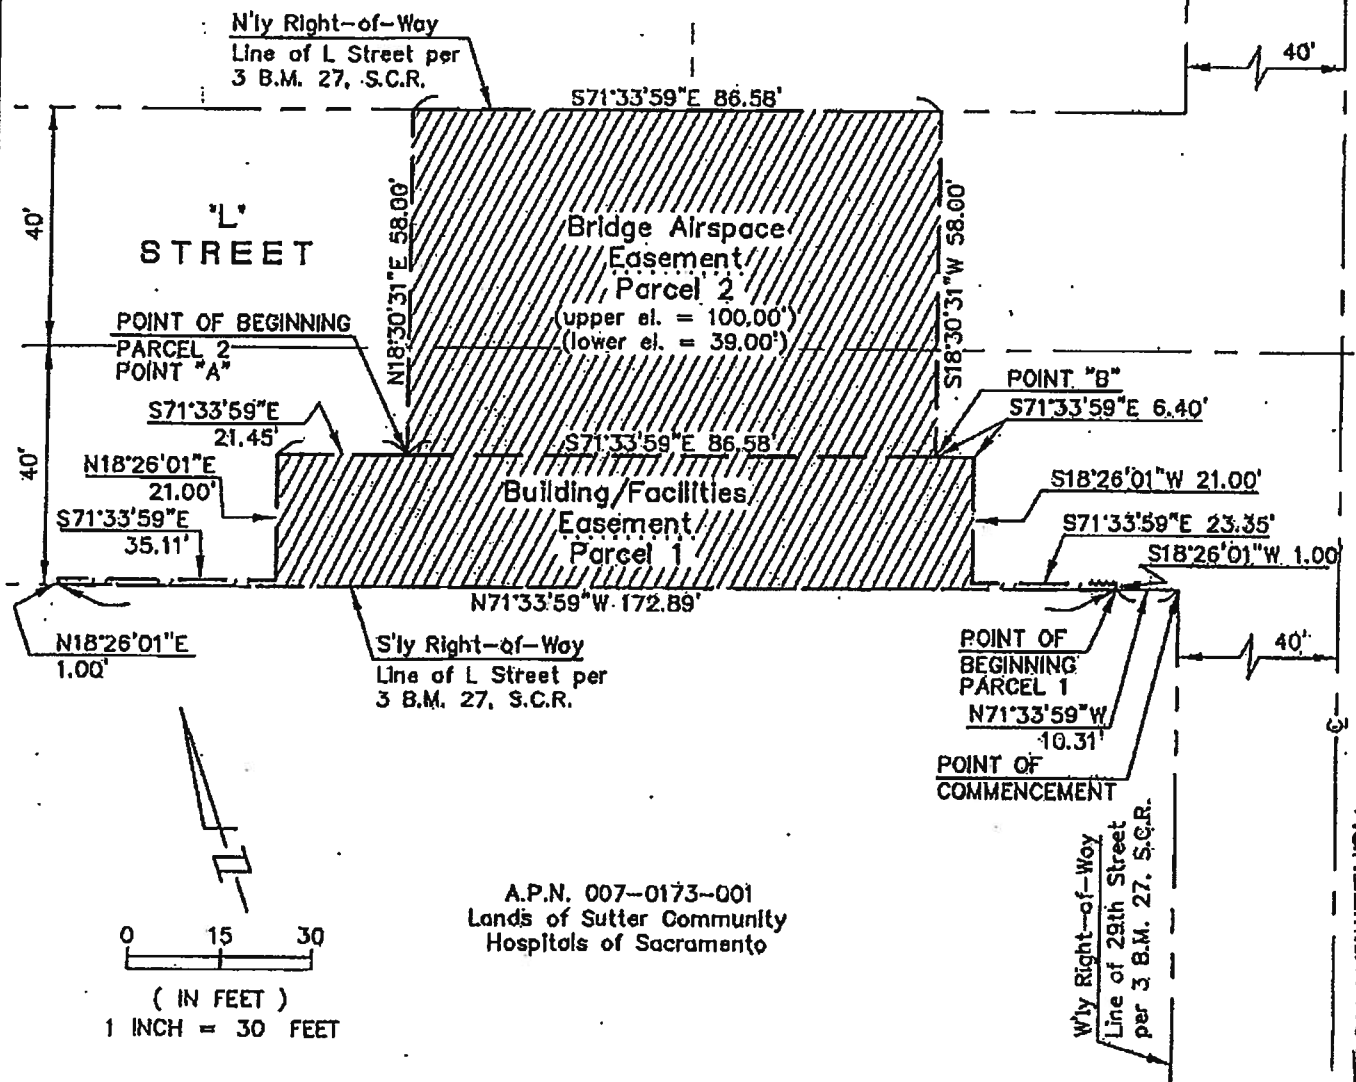 N'ly Right-of-Way
Line of L Street per
3 B.M. 27, S.C.R.
40'
S71°33'59"E 86.58'
40'
"L"
STREET
N18°30'31"E 58.00'
Bridge Airspace
Easement
Parcel 2
(upper el. = 100.00')
(lower el. = 39.00')
S18°30'31"W 58.00'
POINT OF BEGINNING
PARCEL 2
POINT "A"
POINT "B"
S71°33'59"E 6.40'
S71°33'59"E
21.45'
S71°33'59"E 86.58'
40'
N18°26'01"E
21.00'
Building/Facilities
Easement
Parcel 1
S18°26'01"W 21.00'
S71°33'59"E
35.11'
S71°33'59"E 23.35'
S18°26'01"W 1.00'
N71°33'59"W 172.89'
N18°26'01"E
1.00'
S'ly Right-of-Way
Line of L Street per
3 B.M. 27, S.C.R.
POINT OF
BEGINNING
PARCEL 1
40'
N71°33'59"W
10.31'
POINT OF
COMMENCEMENT
W'ly Right-of-Way
Line of 29th Street
per 3 B.M. 27, S.C.R.
A.P.N. 007-0173-001
Lands of Sutter Community
Hospitals of Sacramento
0 15 30
( IN FEET )
1 INCH = 30 FEET